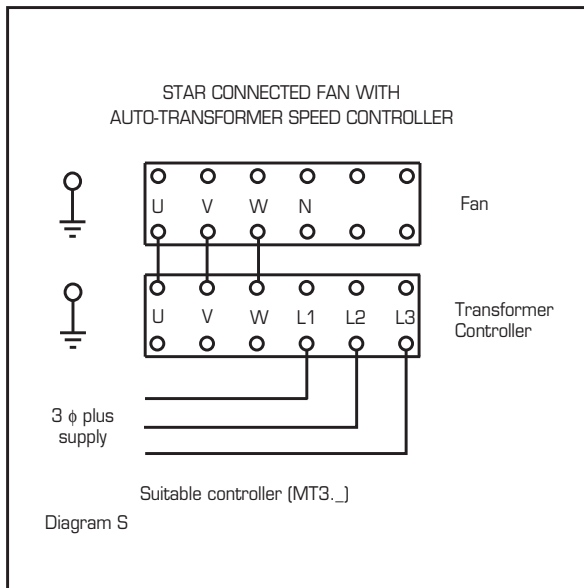 STAR CONNECTED FAN WITH
AUTO-TRANSFORMER SPEED CONTROLLER
U V W N
Fan
U V W L1 L2 L3
Transformer
Controller
3 ϕ plus
supply
Suitable controller (MT3._)
Diagram S